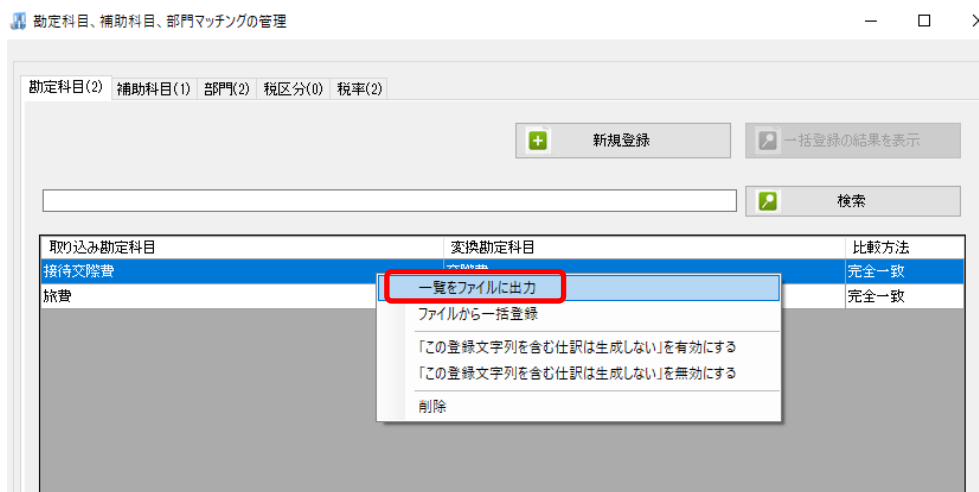 勘定科目、補助科目、部門マッチングの管理
勘定科目(2) 補助科目(1) 部門(2) 税区分(0) 税率(2)
新規登録 一括登録の結果を表示
検索
取り込み勘定科目 変換勘定科目 比較方法
接待交際費 交際費 完全一致
旅費 完全一致
一覧をファイルに出力
ファイルから一括登録
「この登録文字列を含む仕訳は生成しない」を有効にする
「この登録文字列を含む仕訳は生成しない」を無効にする
削除